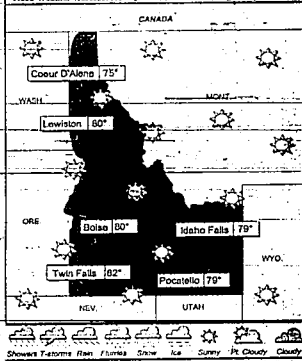 CANADA
Coeur D'Alene 75°
WASH.
MONT.
Lewiston 80°
ORE.
Boise 80°
Idaho Falls 79°
WYO.
Twin Falls 82°
Pocatello 79°
NEV.
UTAH
Showers T-storms Rain Flurries Snow Ice Sunny Pt. Cloudy Cloudy